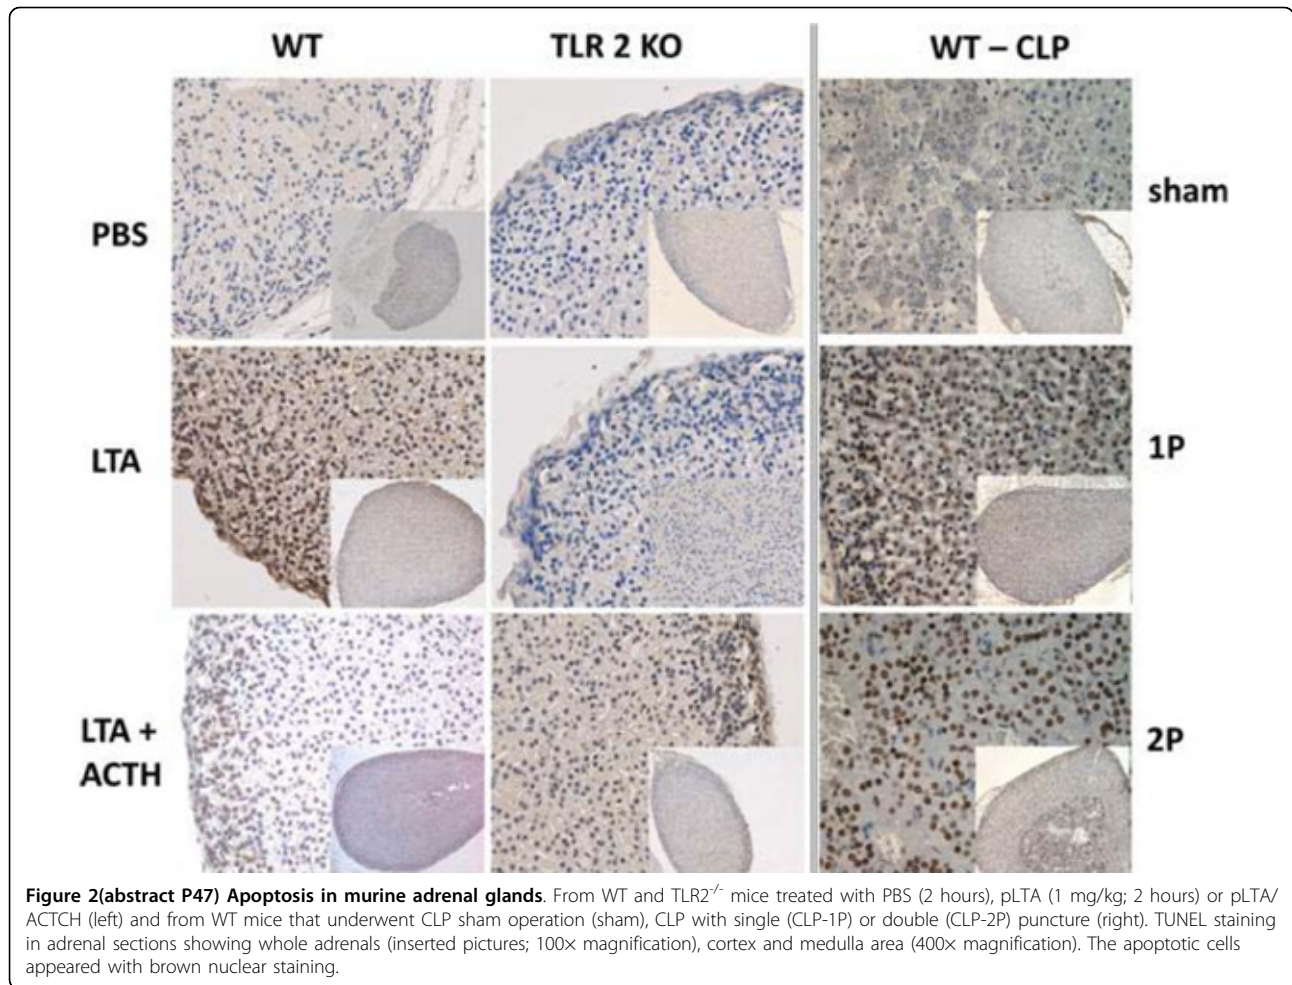 WT
TLR 2 KO
WT – CLP
PBS
sham
LTA
1P
LTA +
ACTH
2P
Figure 2(abstract P47) Apoptosis in murine adrenal glands. From WT and TLR2-/- mice treated with PBS (2 hours), pLTA (1 mg/kg; 2 hours) or pLTA/
ACTCH (left) and from WT mice that underwent CLP sham operation (sham), CLP with single (CLP-1P) or double (CLP-2P) puncture (right). TUNEL staining
in adrenal sections showing whole adrenals (inserted pictures; 100× magnification), cortex and medulla area (400× magnification). The apoptotic cells
appeared with brown nuclear staining.